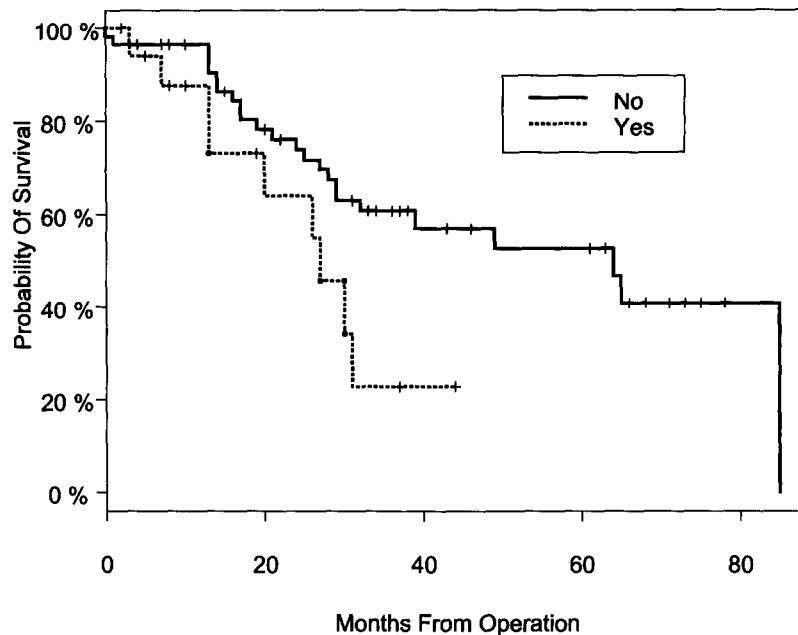 Probability Of Survival
100 %
80 %
60 %
40 %
20 %
0 %
No
Yes
0 20 40 60 80
Months From Operation